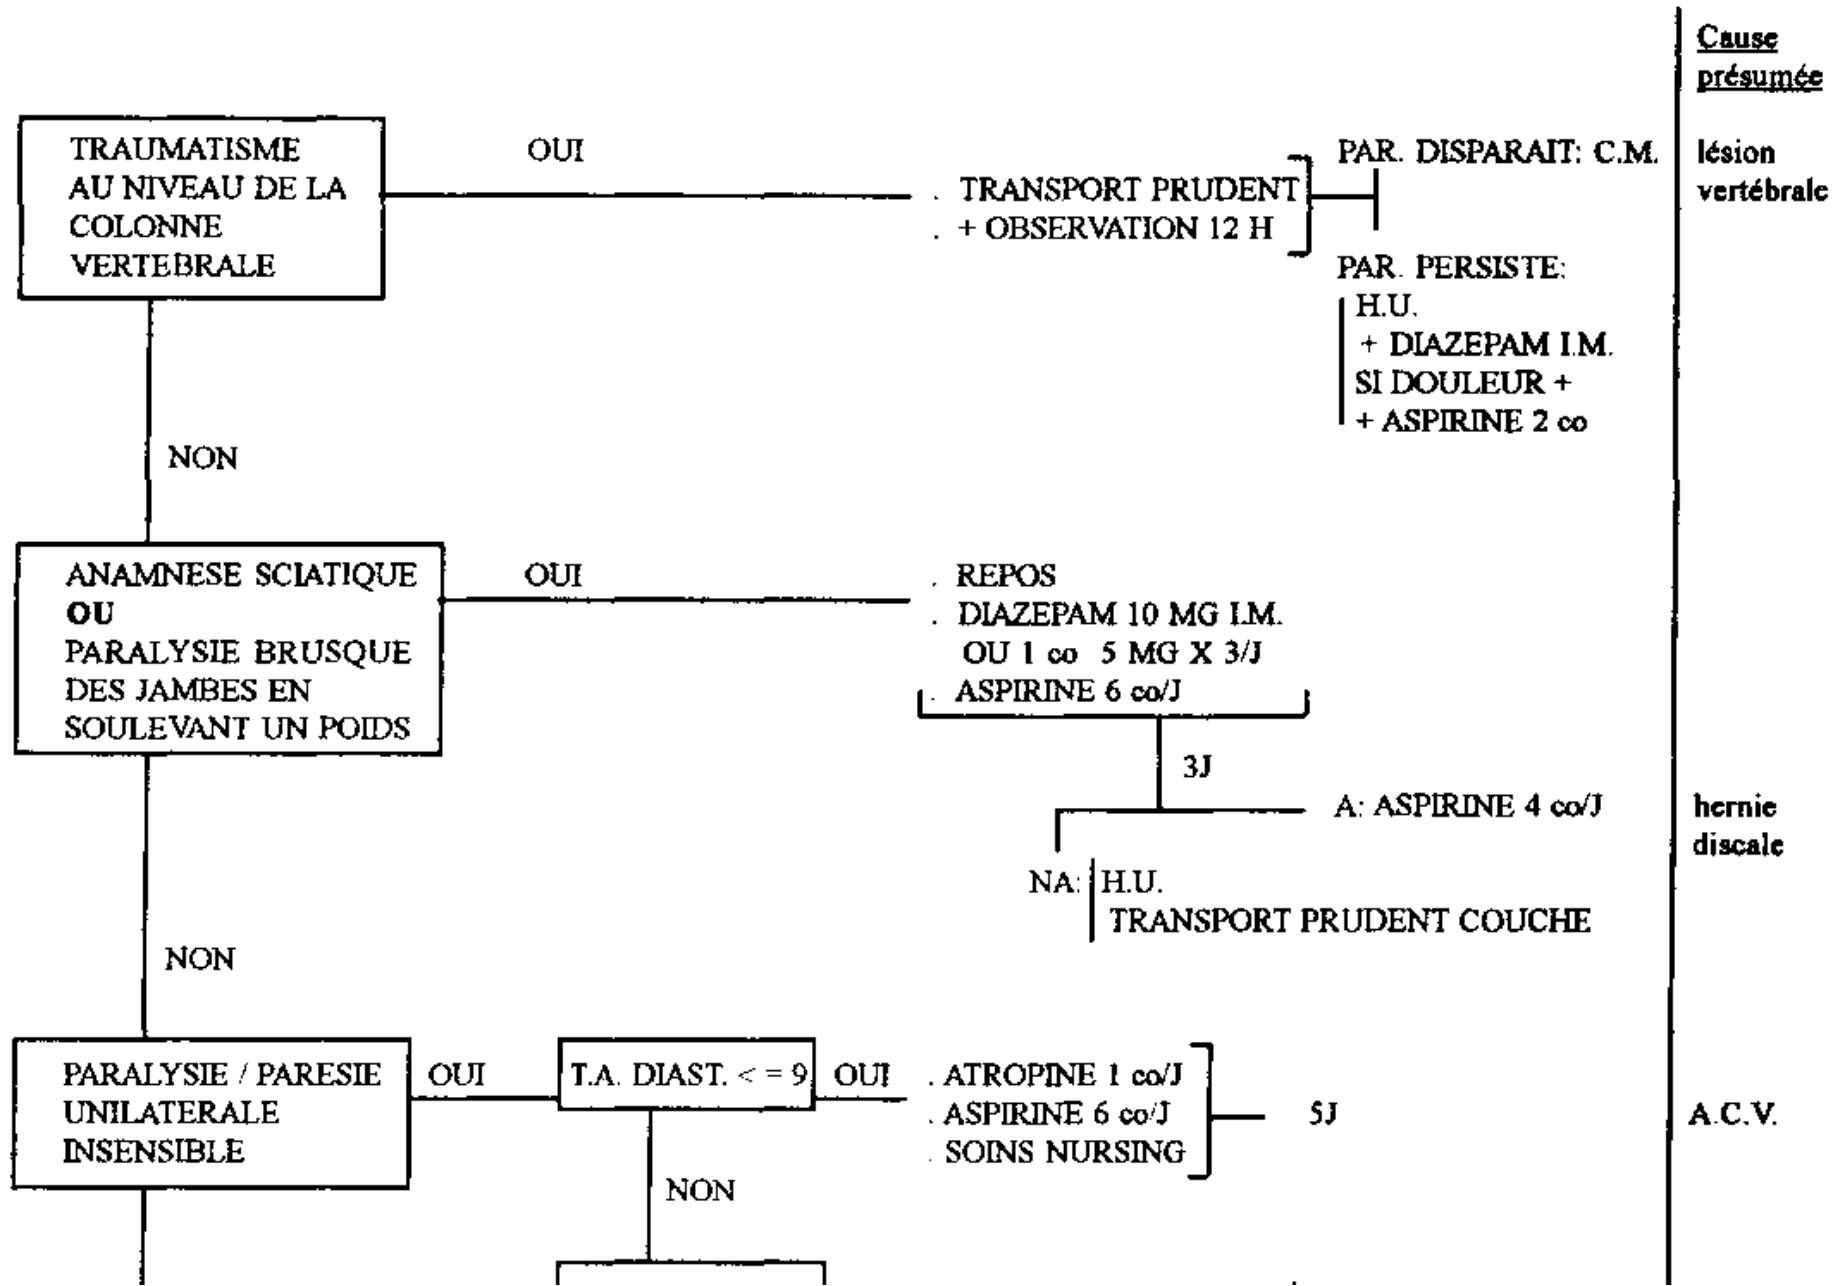 Cause
présumée
TRAUMATISME
AU NIVEAU DE LA
COLONNE
VERTEBRALE
OUI
. TRANSPORT PRUDENT
. + OBSERVATION 12 H
PAR. DISPARAIT: C.M.
lésion
vertébrale
PAR. PERSISTE:
H.U.
+ DIAZEPAM I.M.
SI DOULEUR +
+ ASPIRINE 2 co
NON
ANAMNESE SCIATIQUE
OU
PARALYSIE BRUSQUE
DES JAMBES EN
SOULEVANT UN POIDS
OUI
. REPOS
. DIAZEPAM 10 MG I.M.
OU 1 co 5 MG X 3/J
. ASPIRINE 6 co/J
3J
A: ASPIRINE 4 co/J
hernie
discale
NA: H.U.
TRANSPORT PRUDENT COUCHE
NON
PARALYSIE / PARESIE
UNILATERALE
INSENSIBLE
OUI
T.A. DIAST. < = 9
OUI
. ATROPINE 1 co/J
. ASPIRINE 6 co/J
. SOINS NURSING
5J
A.C.V.
NON